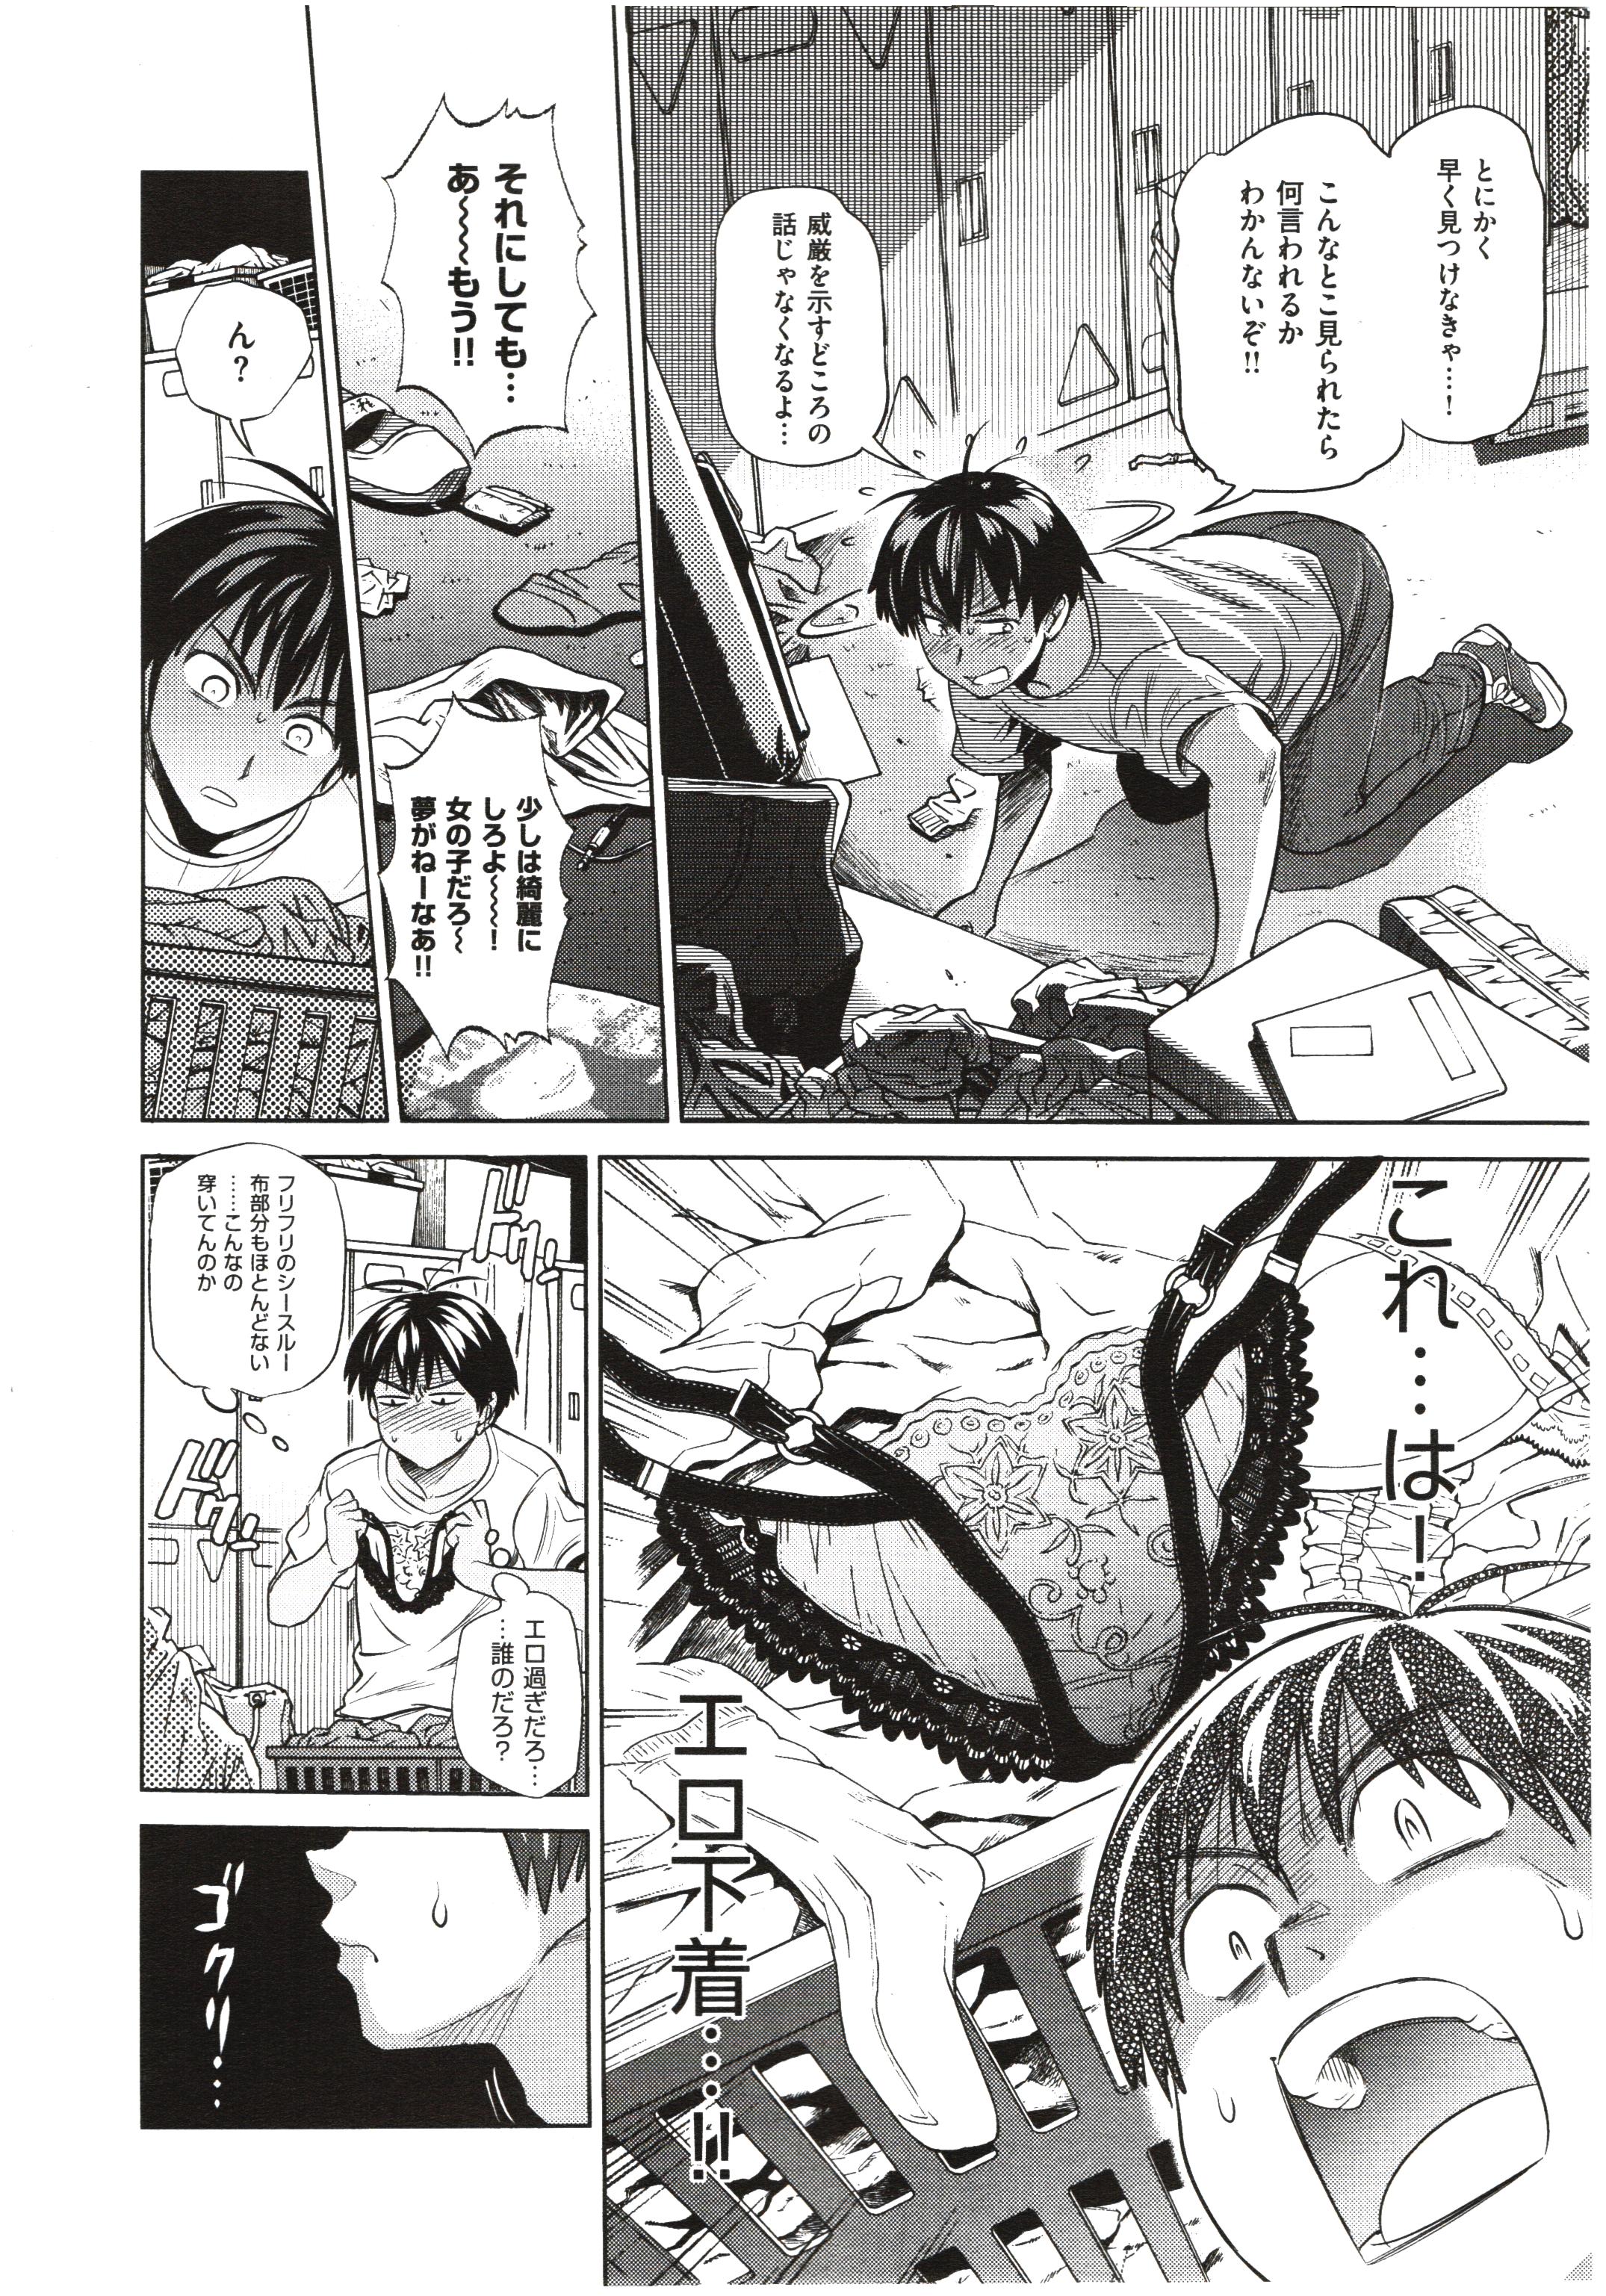 とにかく
早く見つけなきゃ…！
こんなとこ見られたら
何言われるか
わかんないぞ!!
威厳を示すどころの
話じゃなくなるよ…
それにしても…
あ～～～もう!!
少しは綺麗に
しろよ～～～！
女の子だろ～
夢がねーなあ!!
ん？
これ…は！
エロ下着……!!
ドキ
ドキ
フリフリのシースルー
布部分もほとんどない
……こんなの
穿いてんのか
エロ過ぎだろ…
…誰のだろ？
ゴクリ…